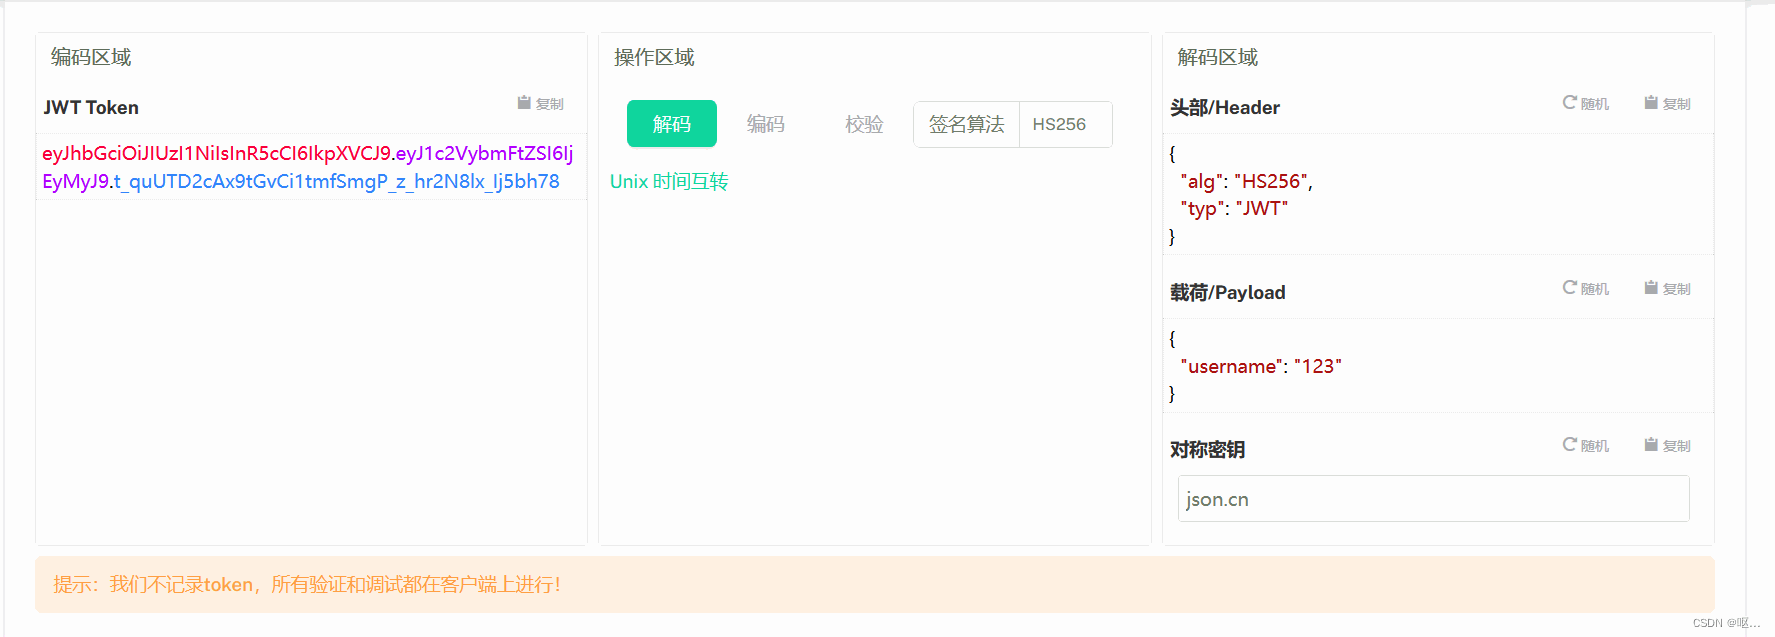 编码区域
JWT Token
复制
eyJhbGciOiJIUzI1NiIsInR5cCI6IkpXVCJ9.eyJ1c2VybmFtZSI6Ij
EyMyJ9.t_quUTD2cAx9tGvCi1tmfSmgP_z_hr2N8lx_Ij5bh78
操作区域
解码
编码
校验
签名算法
HS256
Unix 时间互转
解码区域
头部/Header
随机
复制
{
"alg": "HS256",
"typ": "JWT"
}
载荷/Payload
随机
复制
{
"username": "123"
}
对称密钥
随机
复制
json.cn
提示：我们不记录token，所有验证和调试都在客户端上进行！
CSDN @呕...